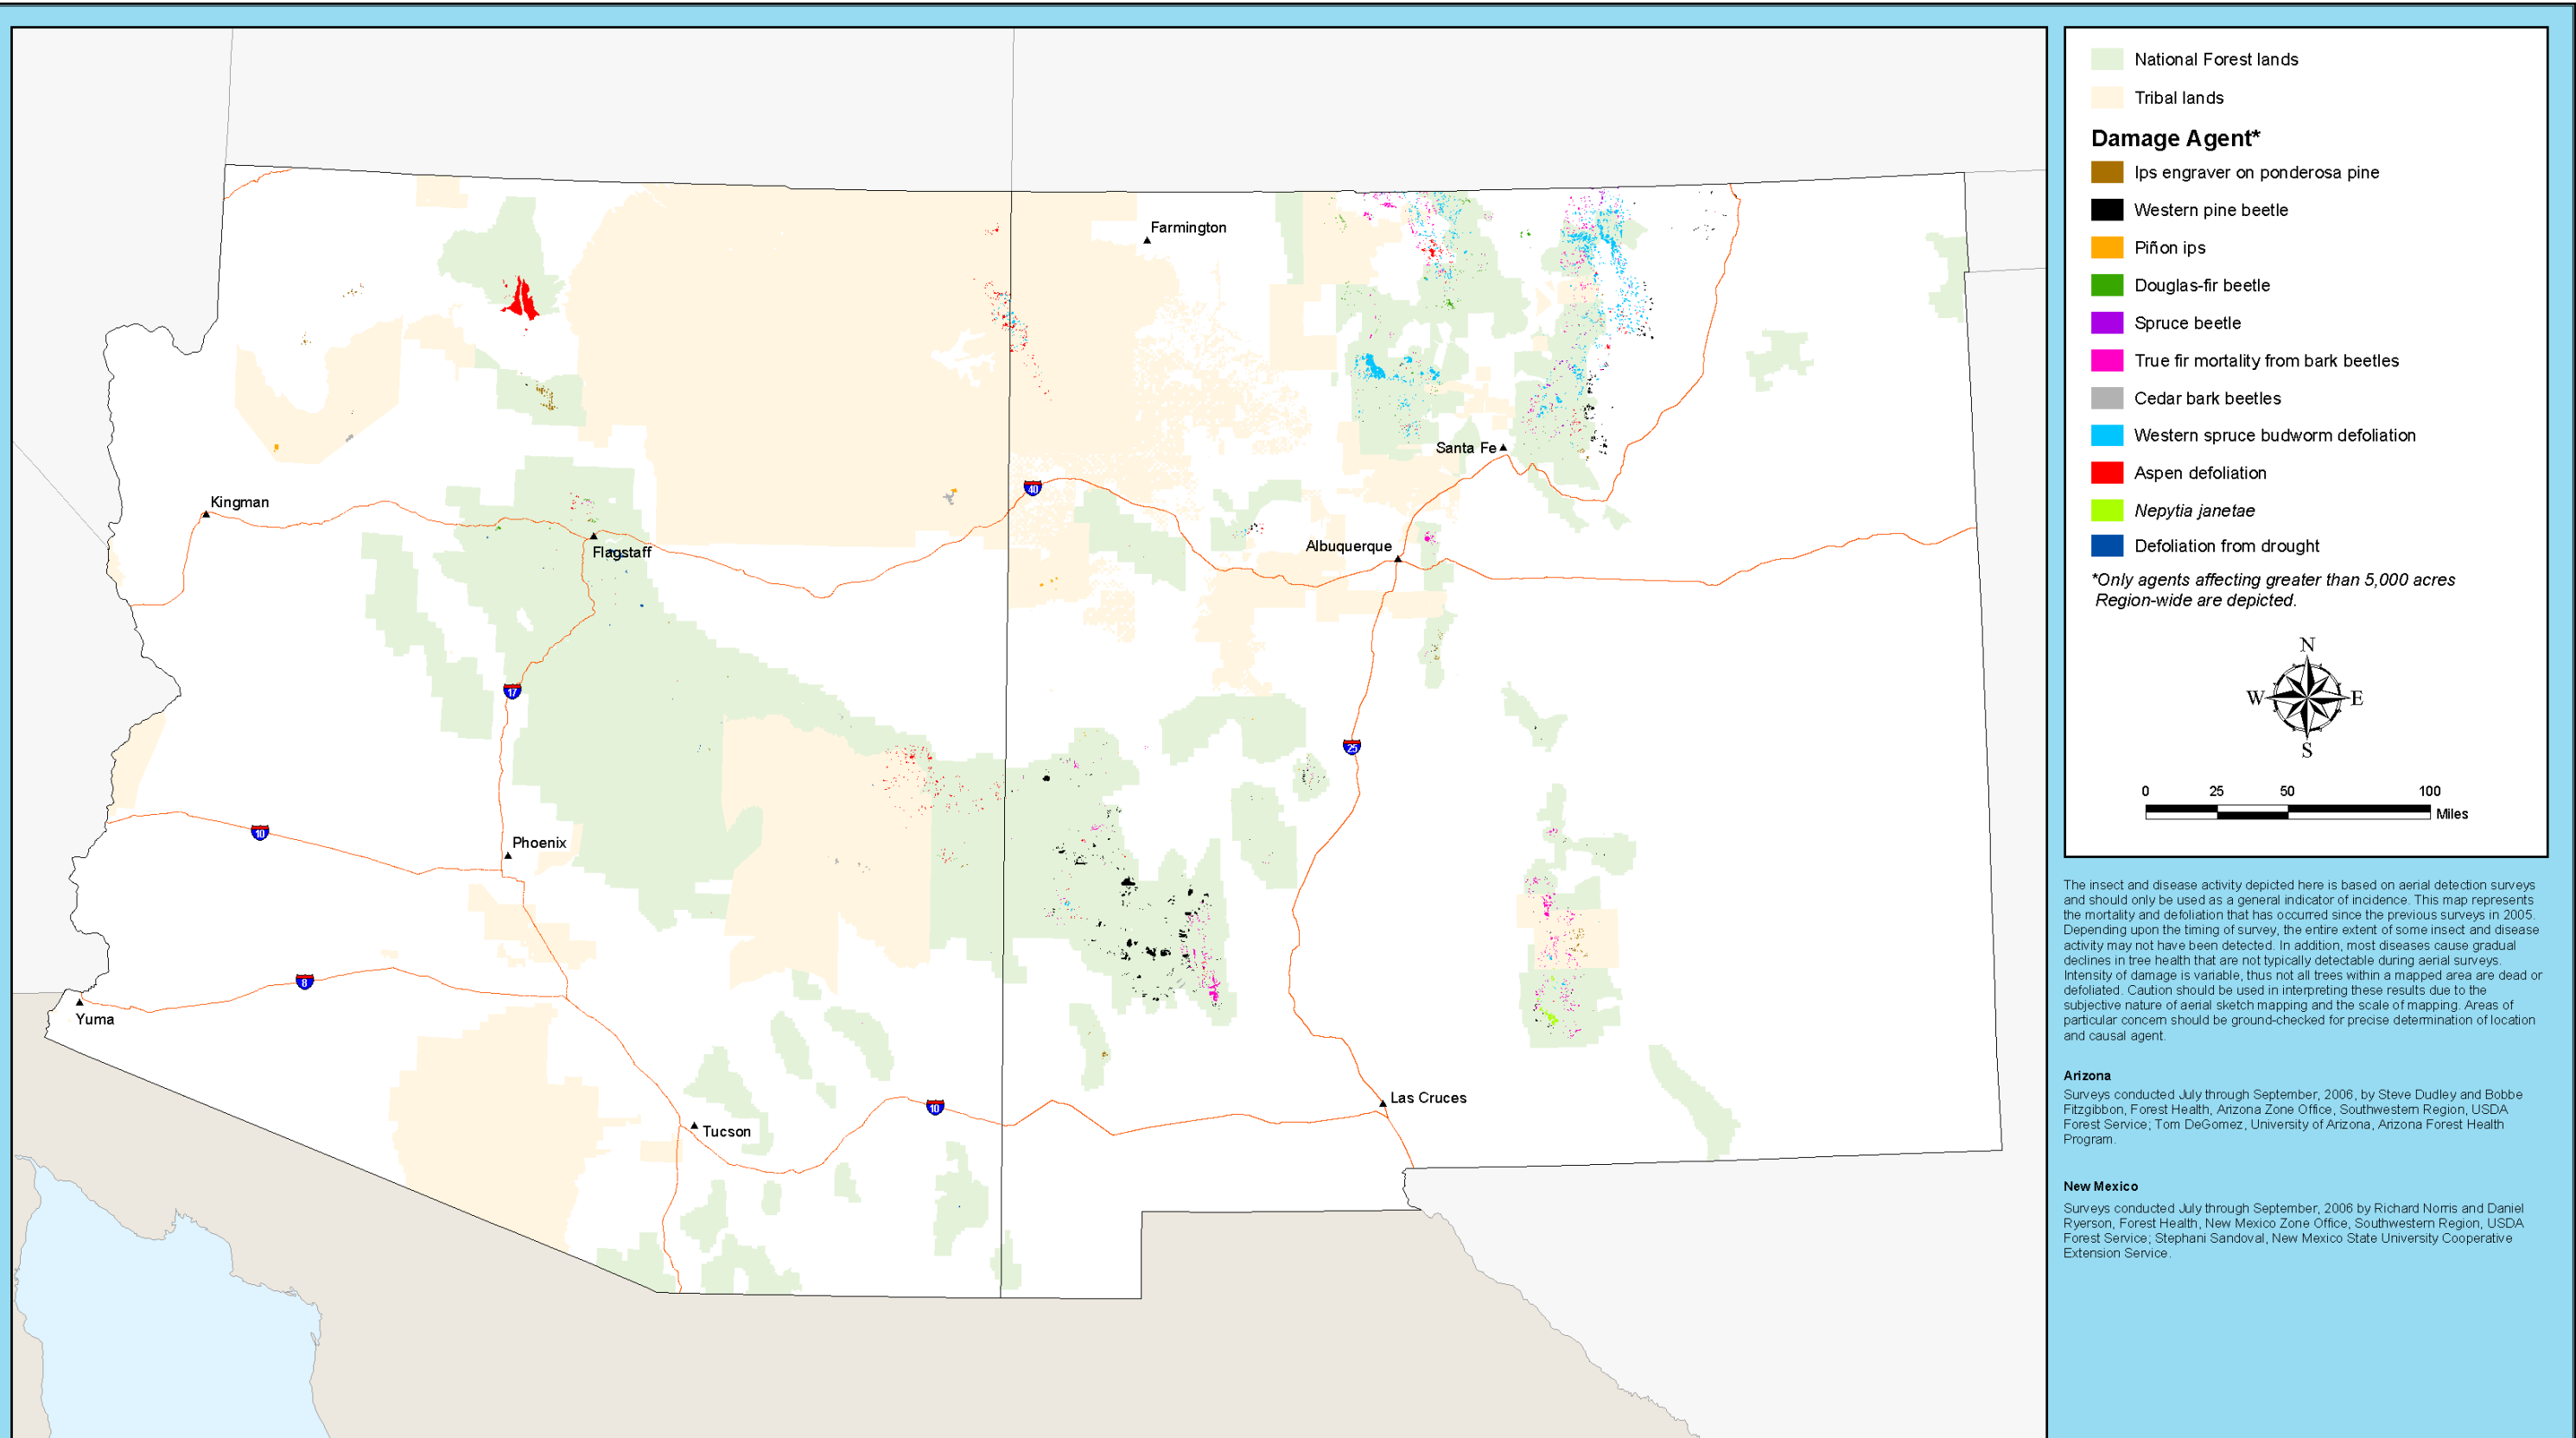 Farmington
Santa Fe
Kingman
40
Flagstaff
Albuquerque
17
25
10
Phoenix
8
Yuma
Las Cruces
10
Tucson
National Forest lands
Tribal lands
Damage Agent*
Ips engraver on ponderosa pine
Western pine beetle
Piñon ips
Douglas-fir beetle
Spruce beetle
True fir mortality from bark beetles
Cedar bark beetles
Western spruce budworm defoliation
Aspen defoliation
Nepytia janetae
Defoliation from drought
*Only agents affecting greater than 5,000 acres
Region-wide are depicted.
N
W E
S
0 25 50 100
Miles
The insect and disease activity depicted here is based on aerial detection surveys
and should only be used as a general indicator of incidence. This map represents
the mortality and defoliation that has occurred since the previous surveys in 2005.
Depending upon the timing of survey, the entire extent of some insect and disease
activity may not have been detected. In addition, most diseases cause gradual
declines in tree health that are not typically detectable during aerial surveys.
Intensity of damage is variable, thus not all trees within a mapped area are dead or
defoliated. Caution should be used in interpreting these results due to the
subjective nature of aerial sketch mapping and the scale of mapping. Areas of
particular concern should be ground-checked for precise determination of location
and causal agent.
Arizona
Surveys conducted July through September, 2006, by Steve Dudley and Bobbe
Fitzgibbon, Forest Health, Arizona Zone Office, Southwestern Region, USDA
Forest Service; Tom DeGomez, University of Arizona, Arizona Forest Health
Program.
New Mexico
Surveys conducted July through September, 2006 by Richard Norris and Daniel
Ryerson, Forest Health, New Mexico Zone Office, Southwestern Region, USDA
Forest Service; Stephani Sandoval, New Mexico State University Cooperative
Extension Service.